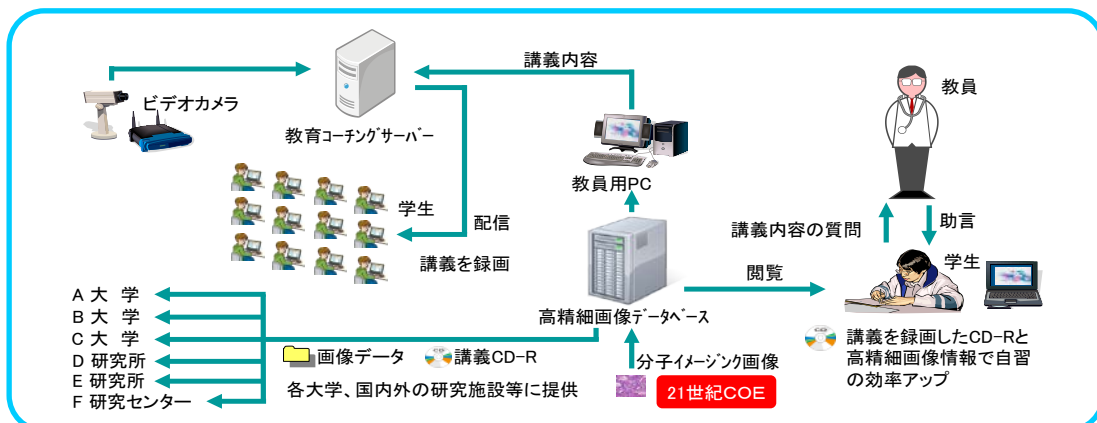 講義内容
ビデオカメラ
教育コーチングサーバー
教員用PC
教員
学生
配信
講義を録画
講義内容の質問
助言
学生
閲覧
高精細画像データベース
A 大 学
B 大 学
C 大 学
D 研究所
E 研究所
F 研究センター
画像データ
講義CD-R
各大学、国内外の研究施設等に提供
分子イメージンク画像
21世紀COE
講義を録画したCD-Rと
高精細画像情報で自習
の効率アップ